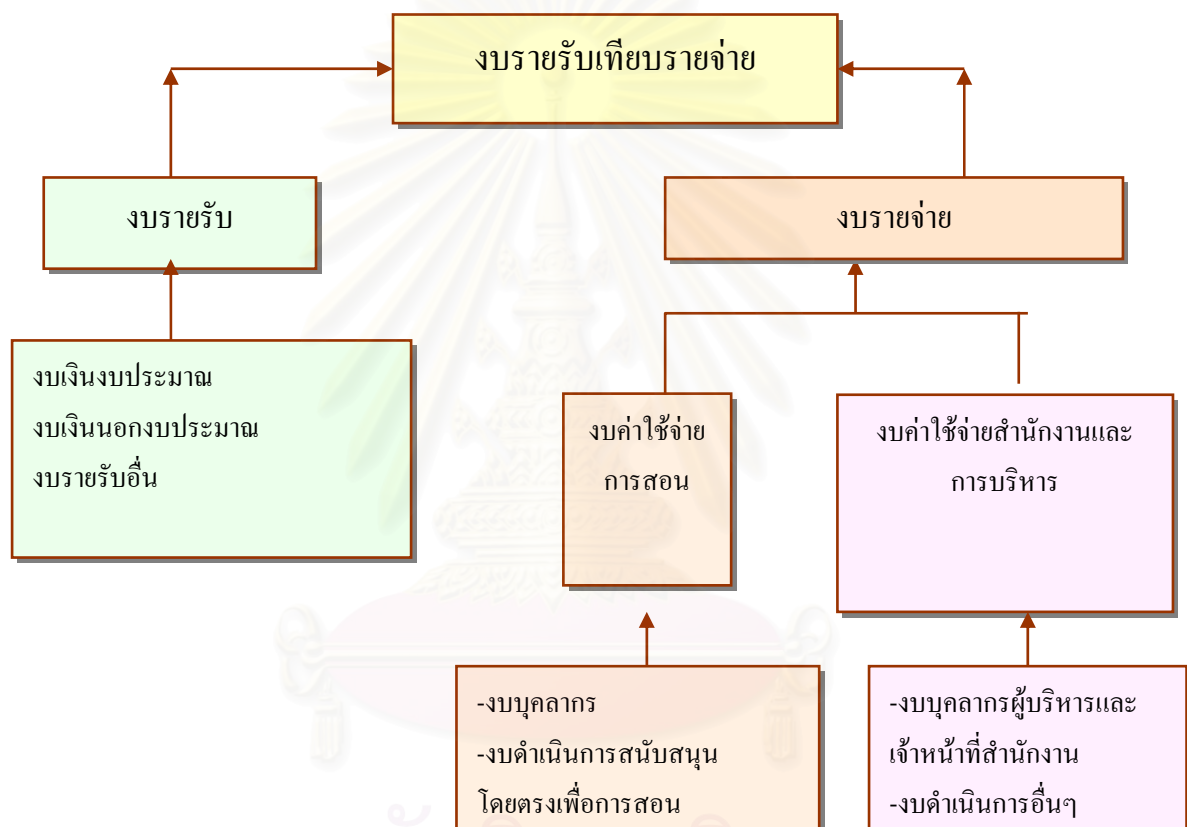 งบรายรับเทียบรายจ่าย
งบรายรับ
งบรายจ่าย
งบเงินงบประมาณ
งบเงินนอกงบประมาณ
งบรายรับอื่น
งบค่าใช้จ่าย
การสอน
งบค่าใช้จ่ายสำนักงานและ
การบริหาร
-งบบุคลากร
-งบดำเนินการสนับสนุน
โดยตรงเพื่อการสอน
-งบบุคลากรผู้บริหารและ
เจ้าหน้าที่สำนักงาน
-งบดำเนินการอื่นๆ